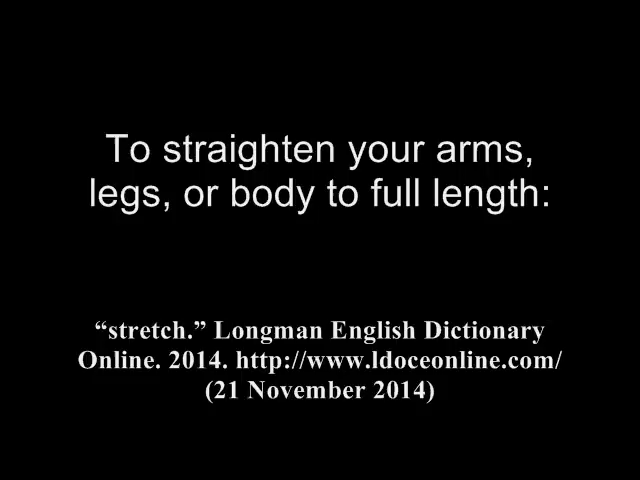 To straighten your arms,
legs, or body to full length:
“stretch.” Longman English Dictionary
Online. 2014. http://www.ldoceonline.com/
(21 November 2014)